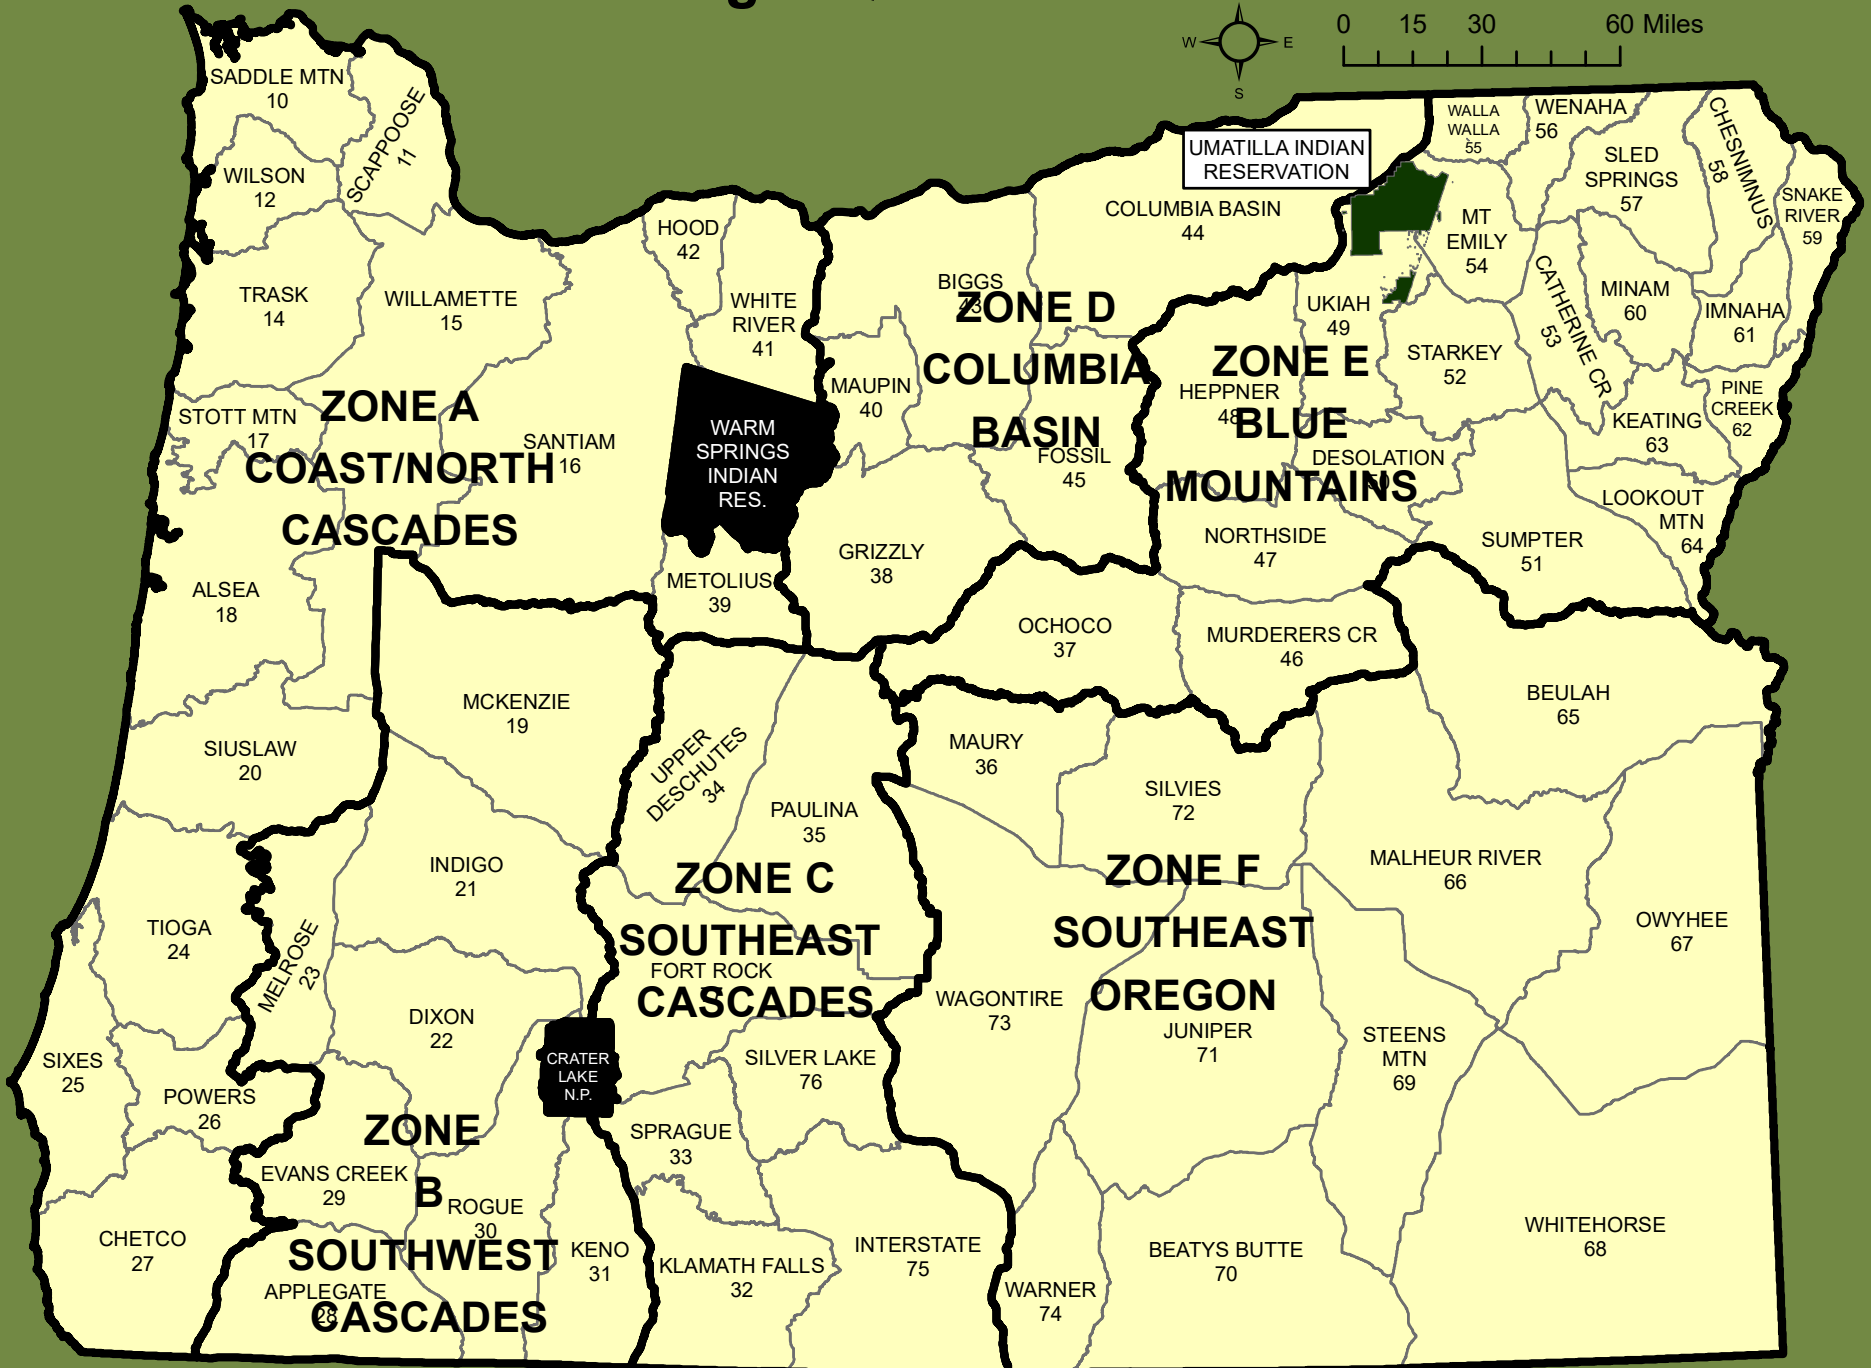 W E
S
0 15 30 60 Miles
SADDLE MTN
10
SCAPPOOSE
11
WILSON
12
TRASK
14
WILLAMETTE
15
HOOD
42
WHITE
RIVER
41
BIGGS
43
COLUMBIA BASIN
44
UMATILLA INDIAN
RESERVATION
WALLA
WALLA
55
WENAHA
56
SLED
SPRINGS
57
CHESNIMNUS
58
SNAKE
RIVER
59
MT
EMILY
54
CATHERINE CR
53
MINAM
60
IMNAHA
61
UKIAH
49
STARKEY
52
PINE
CREEK
62
KEATING
63
LOOKOUT
MTN
64
ZONE A
COAST/NORTH
CASCADES
STOTT MTN
17
SANTIAM
16
WARM
SPRINGS
INDIAN
RES.
MAUPIN
40
ZONE D
COLUMBIA
BASIN
FOSSIL
45
ZONE E
BLUE
MOUNTAINS
HEPPNER
48
DESOLATION
NORTHSIDE
47
SUMPTER
51
ALSEA
18
METOLIUS
39
GRIZZLY
38
OCHOCO
37
MURDERERS CR
46
BEULAH
65
SIUSLAW
20
MCKENZIE
19
UPPER
DESCHUTES
34
PAULINA
35
MAURY
36
SILVIES
72
MALHEUR RIVER
66
OWYHEE
67
INDIGO
21
TIOGA
24
MELROSE
23
DIXON
22
ZONE C
SOUTHEAST
CASCADES
FORT ROCK
ZONE F
SOUTHEAST
OREGON
WAGONTIRE
73
JUNIPER
71
STEENS
MTN
69
SIXES
25
POWERS
26
CRATER
LAKE
N.P.
SILVER LAKE
76
SPRAGUE
33
ZONE
B
SOUTHWEST
CASCADES
EVANS CREEK
29
ROGUE
30
CHETCO
27
APPLEGATE
28
KENO
31
KLAMATH FALLS
32
INTERSTATE
75
WARNER
74
BEATYS BUTTE
70
WHITEHORSE
68